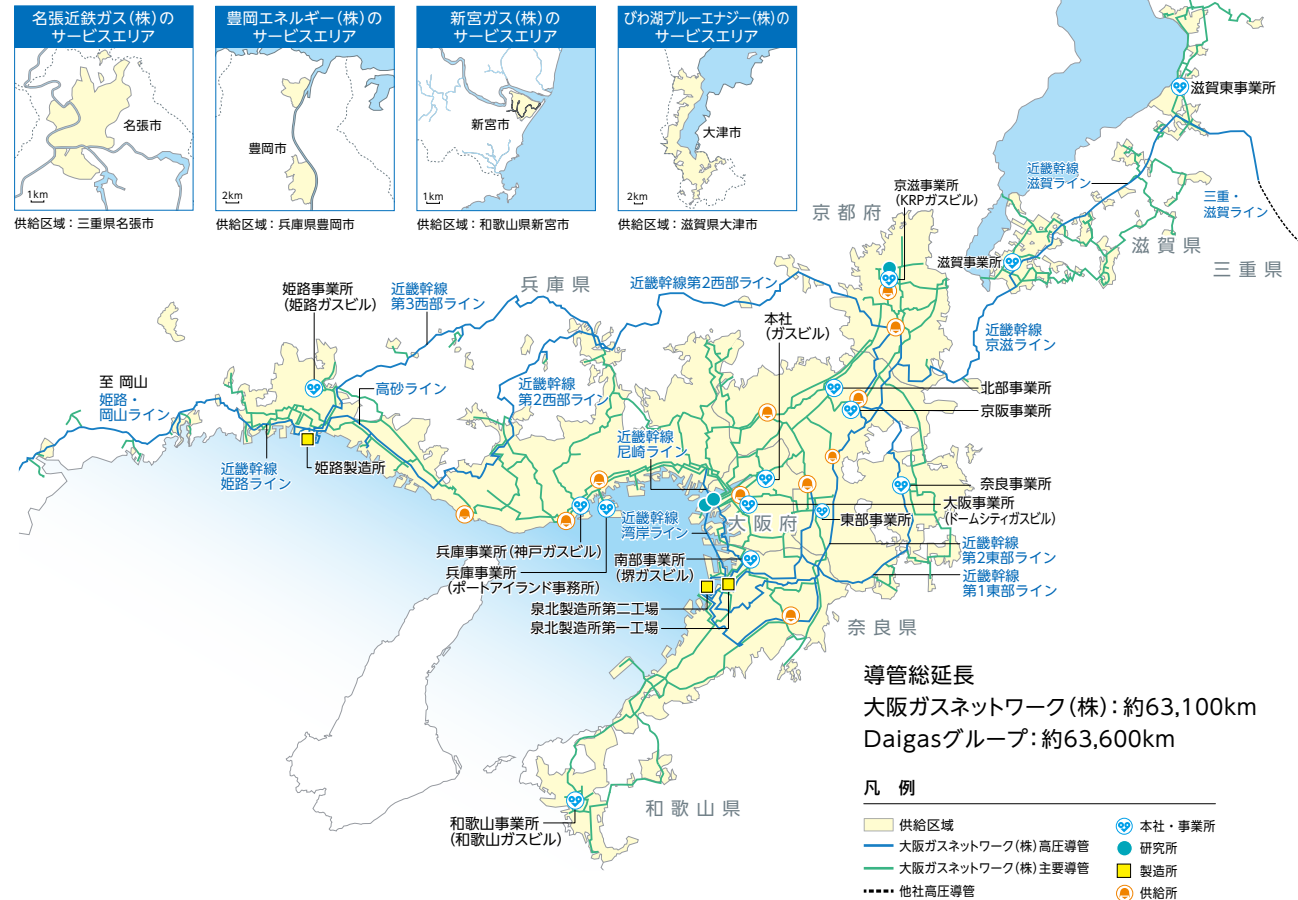 名張近鉄ガス（株）の
サービスエリア
名張市
1km
供給区域：三重県名張市
豊岡エネルギー（株）の
サービスエリア
豊岡市
2km
供給区域：兵庫県豊岡市
新宮ガス（株）の
サービスエリア
新宮市
1km
供給区域：和歌山県新宮市
びわ湖ブルーエナジー（株）の
サービスエリア
大津市
2km
供給区域：滋賀県大津市
滋賀東事業所
近畿幹線
滋賀ライン
三重・
滋賀ライン
京滋事業所
（KRPガスビル）
京都府
滋賀県
三重県
滋賀事業所
兵庫県
近畿幹線第2西部ライン
姫路事業所
（姫路ガスビル）
近畿幹線
第3西部ライン
本社
（ガスビル）
近畿幹線
京滋ライン
至 岡山
姫路・
岡山ライン
高砂ライン
近畿幹線
第2西部ライン
北部事業所
京阪事業所
近畿幹線
尼崎ライン
近畿幹線
姫路ライン
姫路製造所
奈良事業所
大阪事業所
（ドームシティガスビル）
大阪府
東部事業所
近畿幹線
湾岸ライン
兵庫事業所（神戸ガスビル）
兵庫事業所
（ポートアイランド事務所）
南部事業所
（堺ガスビル）
近畿幹線
第2東部ライン
近畿幹線
第1東部ライン
泉北製造所第二工場
泉北製造所第一工場
奈良県
導管総延長
大阪ガスネットワーク（株）：約63,100km
Daigasグループ：約63,600km
和歌山県
和歌山事業所
（和歌山ガスビル）
凡　例
供給区域
大阪ガスネットワーク（株）高圧導管
大阪ガスネットワーク（株）主要導管
他社高圧導管
本社・事業所
研究所
製造所
供給所